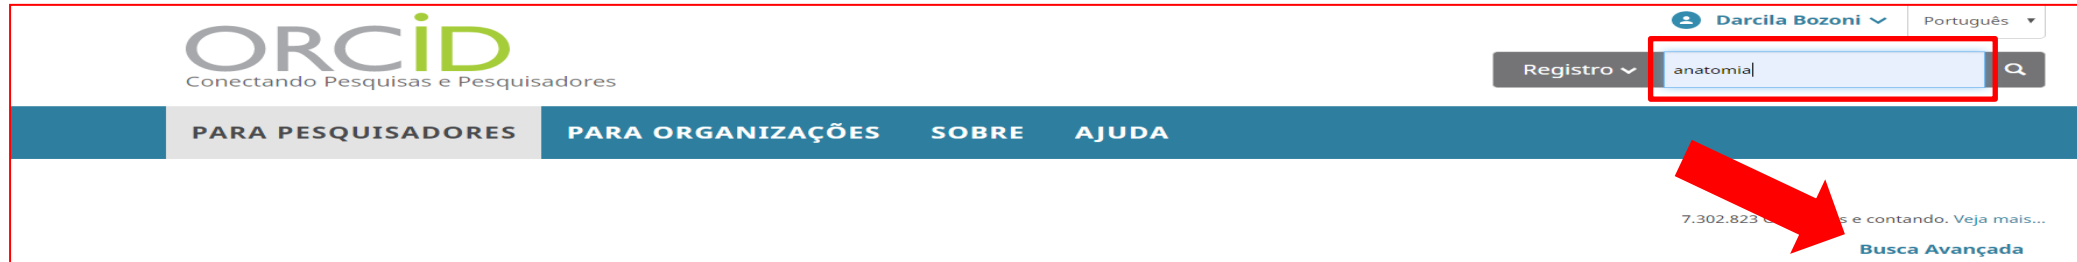 Darcila Bozoni
Português
ORCiD
Conectando Pesquisas e Pesquisadores
Registro
anatomia
PARA PESQUISADORES
PARA ORGANIZAÇÕES
SOBRE
AJUDA
7.302.823 e contando. Veja mais...
Busca Avançada